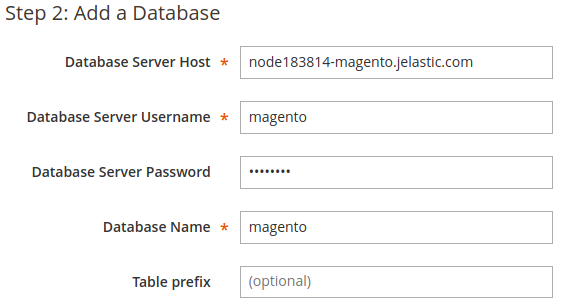 Step 2: Add a Database
Database Server Host * node183814-magento.jelastic.com
Database Server Username * magento
Database Server Password ••••••••
Database Name * magento
Table prefix (optional)